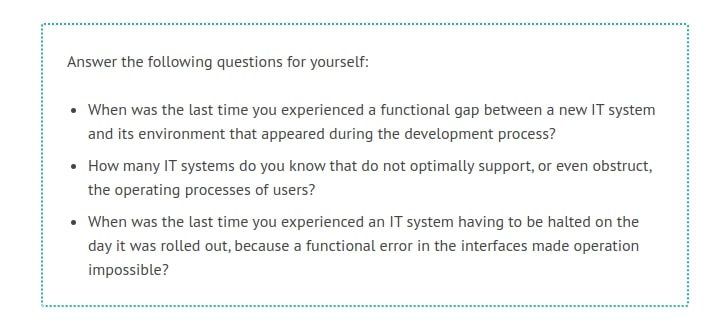 Answer the following questions for yourself:
• When was the last time you experienced a functional gap between a new IT system
and its environment that appeared during the development process?
• How many IT systems do you know that do not optimally support, or even obstruct,
the operating processes of users?
• When was the last time you experienced an IT system having to be halted on the
day it was rolled out, because a functional error in the interfaces made operation
impossible?